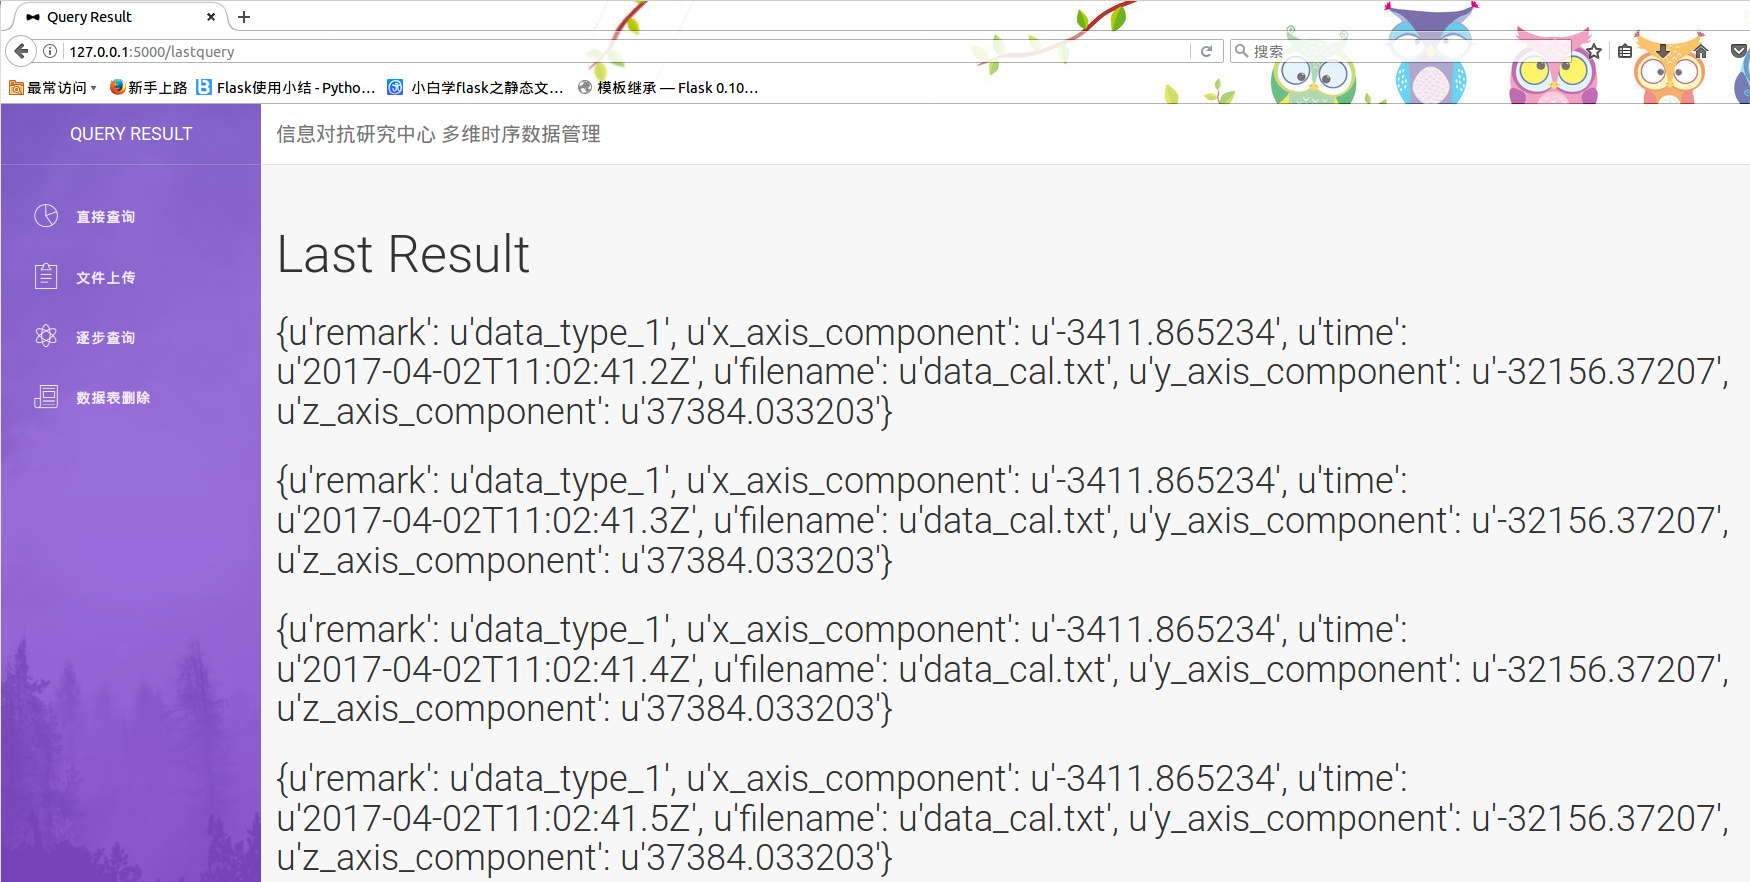 Query Result
127.0.0.1:5000/lastquery
搜索
最常访问
新手上路
Flask使用小结 - Pytho...
小白学flask之静态文...
模板继承 — Flask 0.10...
QUERY RESULT
信息对抗研究中心 多维时序数据管理
直接查询
文件上传
逐步查询
数据表删除
Last Result
{u'remark': u'data_type_1', u'x_axis_component': u'-3411.865234', u'time':
u'2017-04-02T11:02:41.2Z', u'filename': u'data_cal.txt', u'y_axis_component': u'-32156.37207',
u'z_axis_component': u'37384.033203'}
{u'remark': u'data_type_1', u'x_axis_component': u'-3411.865234', u'time':
u'2017-04-02T11:02:41.3Z', u'filename': u'data_cal.txt', u'y_axis_component': u'-32156.37207',
u'z_axis_component': u'37384.033203'}
{u'remark': u'data_type_1', u'x_axis_component': u'-3411.865234', u'time':
u'2017-04-02T11:02:41.4Z', u'filename': u'data_cal.txt', u'y_axis_component': u'-32156.37207',
u'z_axis_component': u'37384.033203'}
{u'remark': u'data_type_1', u'x_axis_component': u'-3411.865234', u'time':
u'2017-04-02T11:02:41.5Z', u'filename': u'data_cal.txt', u'y_axis_component': u'-32156.37207',
u'z_axis_component': u'37384.033203'}